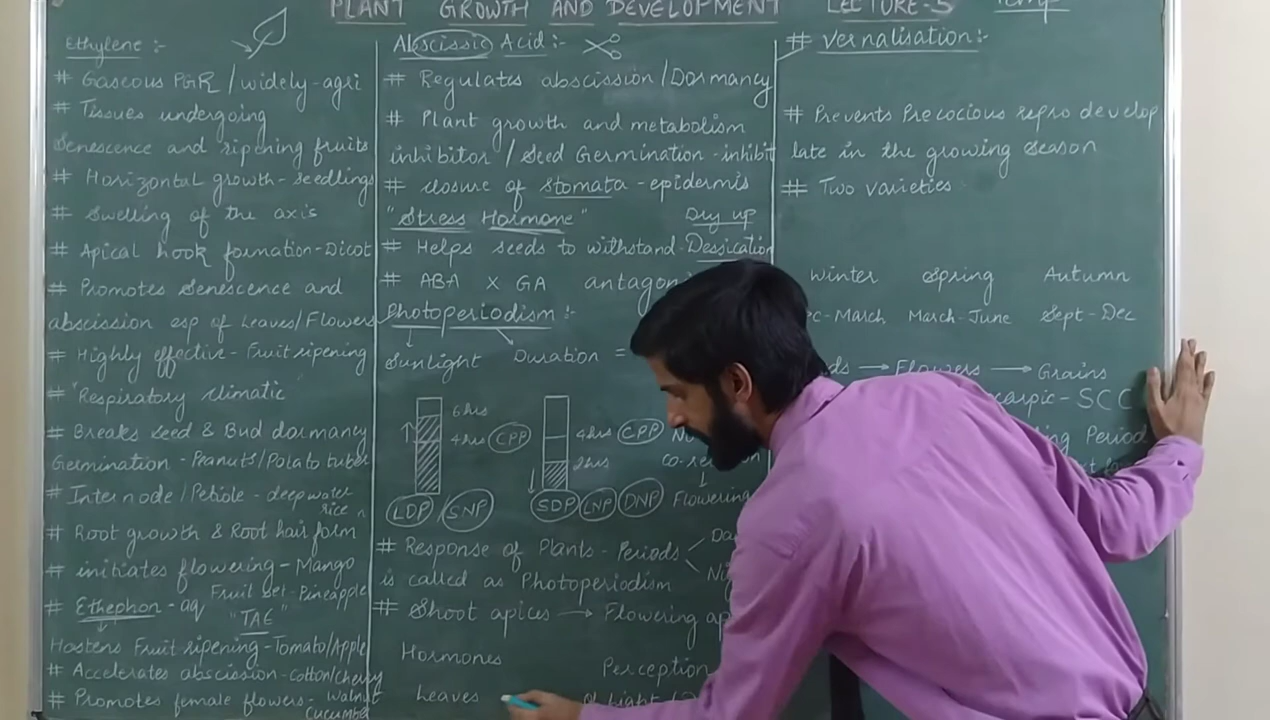 PLANT GROWTH AND DEVELOPMENT LECTURE-5 Temp
Ethylene :-
# Gaseous PGR / widely-agri
# Tissues undergoing
Senescence and ripening fruits
# Horizontal growth - seedlings
# Swelling of the axis
# Apical hook formation-Dicot
# Promotes Senescence and
abscission esp of Leaves/Flowers
# Highly effective - Fruit ripening
# "Respiratory climatic
# Breaks seed & Bud dormancy
Germination - Peanuts/Potato tuber
# Internode/Petiole - deep water
rice
# Root growth & Root hair form
# initiates flowering - Mango
Fruit set-Pineapple
# Ethephon - aq "TAE"
Hastens Fruit ripening-Tomato/Apple
# Accelerates abscission-cotton/cherry
# Promotes female flowers- walnut
Cucumber
Abscissic Acid :-
# Regulates abscission/Dormancy
# Plant growth and metabolism
inhibitor / Seed Germination-inhibit
# closure of Stomata - epidermis
"Stress Hormone" Dry up
# Helps seeds to withstand-Dessication
# ABA X GA
Photoperiodism :-
Sunlight Duration =
6hrs
4hrs CPP
LDP SNP
4hrs CPP
2hrs
SDP LNP DNP Flowering
# Response of Plants - Periods
is called as Photoperiodism
# Shoot apices → Flowering
Hormones Perception
Leaves
# Vernalisation :-
# Prevents Precocious repro develop
late in the growing season
# Two varieties
Winter Spring Autumn
March March-June Sept-Dec
→ Flowers → Grains
SCC
Period